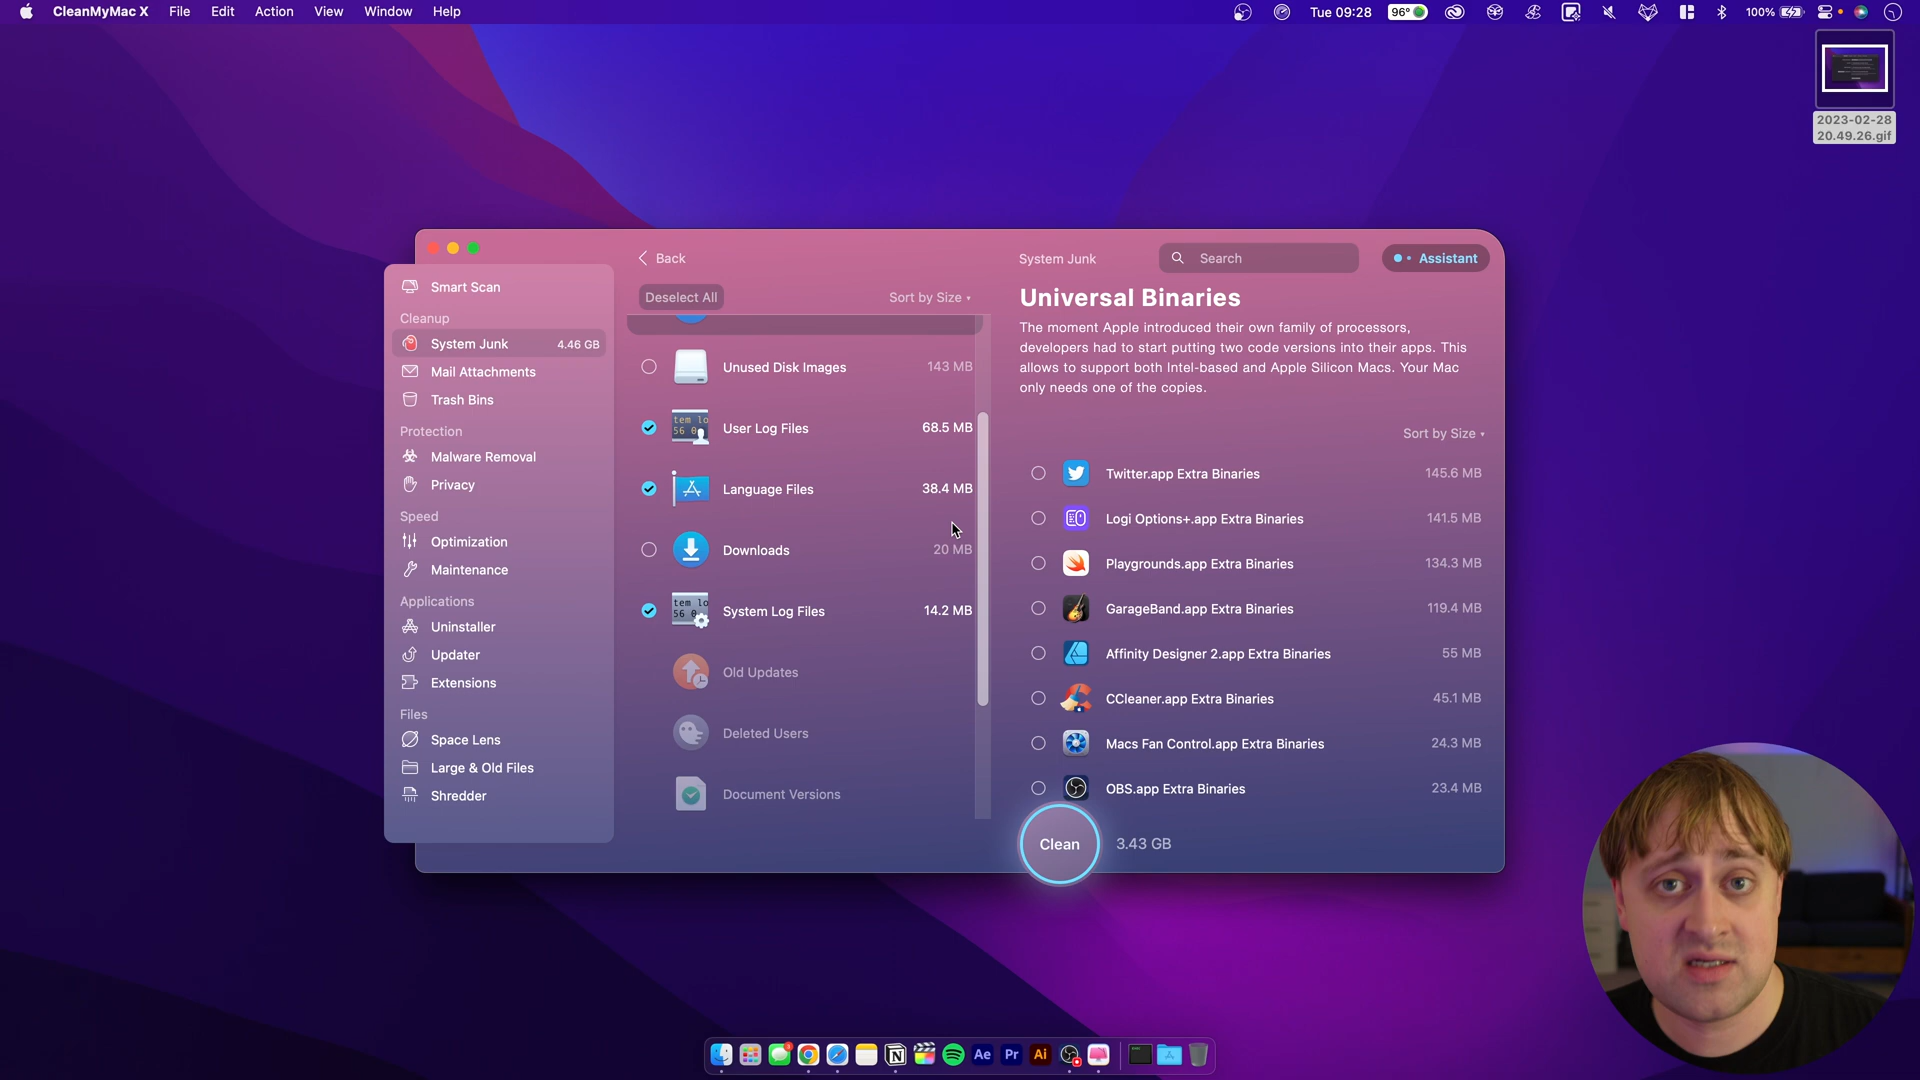 CleanMyMac X File Edit Action View Window Help
Tue 09:28
96°
100%
2023-02-28
20.49.26.gif
Smart Scan
Cleanup
System Junk 4.46 GB
Mail Attachments
Trash Bins
Protection
Malware Removal
Privacy
Speed
Optimization
Maintenance
Applications
Uninstaller
Updater
Extensions
Files
Space Lens
Large & Old Files
Shredder
Back
Deselect All
Sort by Size
Unused Disk Images 143 MB
User Log Files 68.5 MB
Language Files 38.4 MB
Downloads 20 MB
System Log Files 14.2 MB
Old Updates
Deleted Users
Document Versions
System Junk
Search
Assistant
Universal Binaries
The moment Apple introduced their own family of processors,
developers had to start putting two code versions into their apps. This
allows to support both Intel-based and Apple Silicon Macs. Your Mac
only needs one of the copies.
Sort by Size
Twitter.app Extra Binaries 145.6 MB
Logi Options+.app Extra Binaries 141.5 MB
Playgrounds.app Extra Binaries 134.3 MB
GarageBand.app Extra Binaries 119.4 MB
Affinity Designer 2.app Extra Binaries 55 MB
CCleaner.app Extra Binaries 45.1 MB
Macs Fan Control.app Extra Binaries 24.3 MB
OBS.app Extra Binaries 23.4 MB
Clean 3.43 GB
Ae Pr Ai